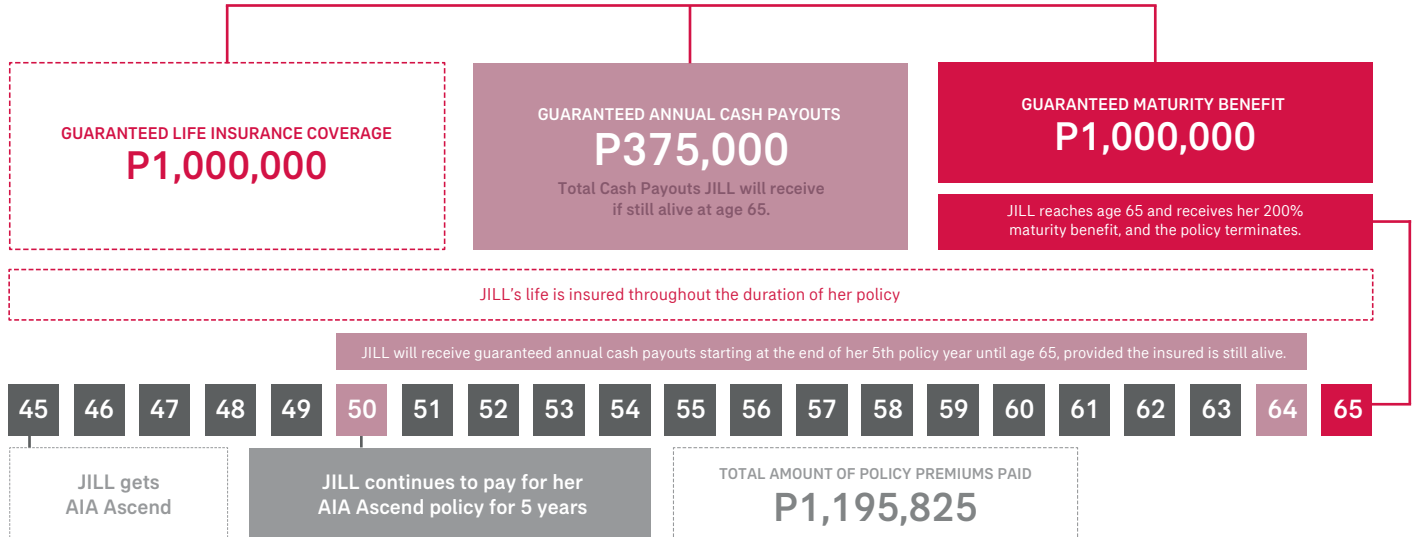 GUARANTEED LIFE INSURANCE COVERAGE
P1,000,000
GUARANTEED ANNUAL CASH PAYOUTS
P375,000
Total Cash Payouts JILL will receive
if still alive at age 65.
GUARANTEED MATURITY BENEFIT
P1,000,000
JILL reaches age 65 and receives her 200%
maturity benefit, and the policy terminates.
JILL's life is insured throughout the duration of her policy
JILL will receive guaranteed annual cash payouts starting at the end of her 5th policy year until age 65, provided the insured is still alive.
45 46 47 48 49 50 51 52 53 54 55 56 57 58 59 60 61 62 63 64 65
JILL gets
AIA Ascend
JILL continues to pay for her
AIA Ascend policy for 5 years
TOTAL AMOUNT OF POLICY PREMIUMS PAID
P1,195,825